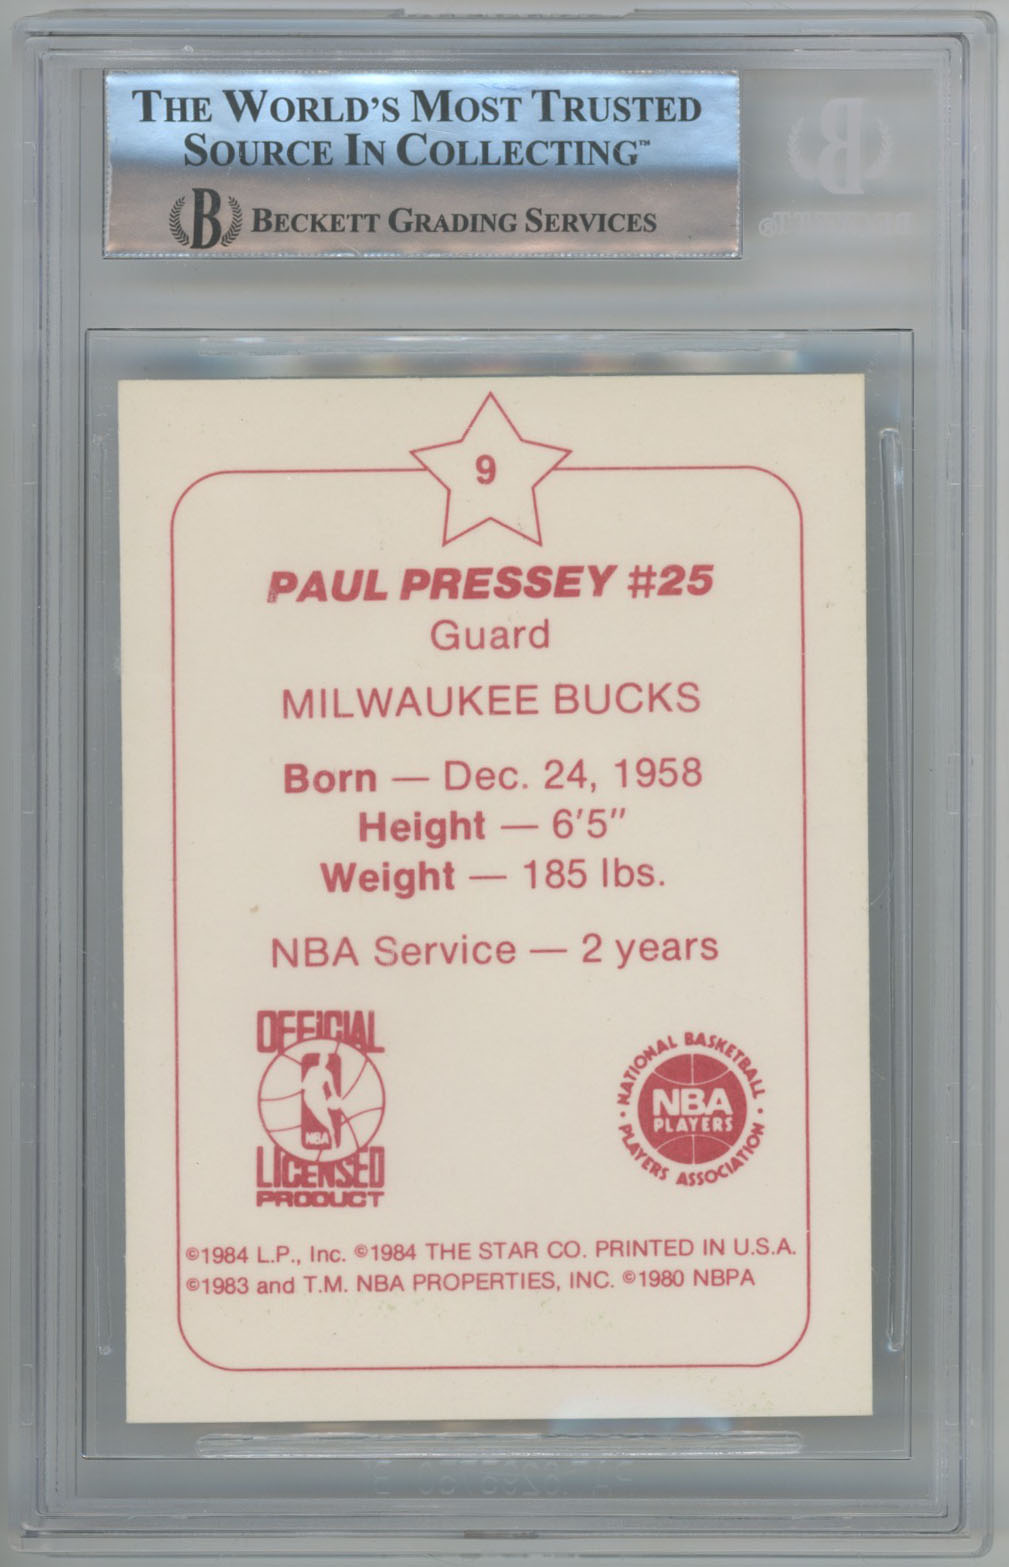 THE WORLD'S MOST TRUSTED
SOURCE IN COLLECTING™
B BECKETT GRADING SERVICES
B
9
PAUL PRESSEY #25
Guard
MILWAUKEE BUCKS
Born — Dec. 24, 1958
Height — 6'5"
Weight — 185 lbs.
NBA Service — 2 years
OFFICIAL
NBA
LICENSED
PRODUCT
NATIONAL BASKETBALL
NBA
PLAYERS
PLAYERS ASSOCIATION
©1984 L.P., Inc. ©1984 THE STAR CO. PRINTED IN U.S.A.
©1983 and T.M. NBA PROPERTIES, INC. ©1980 NBPA